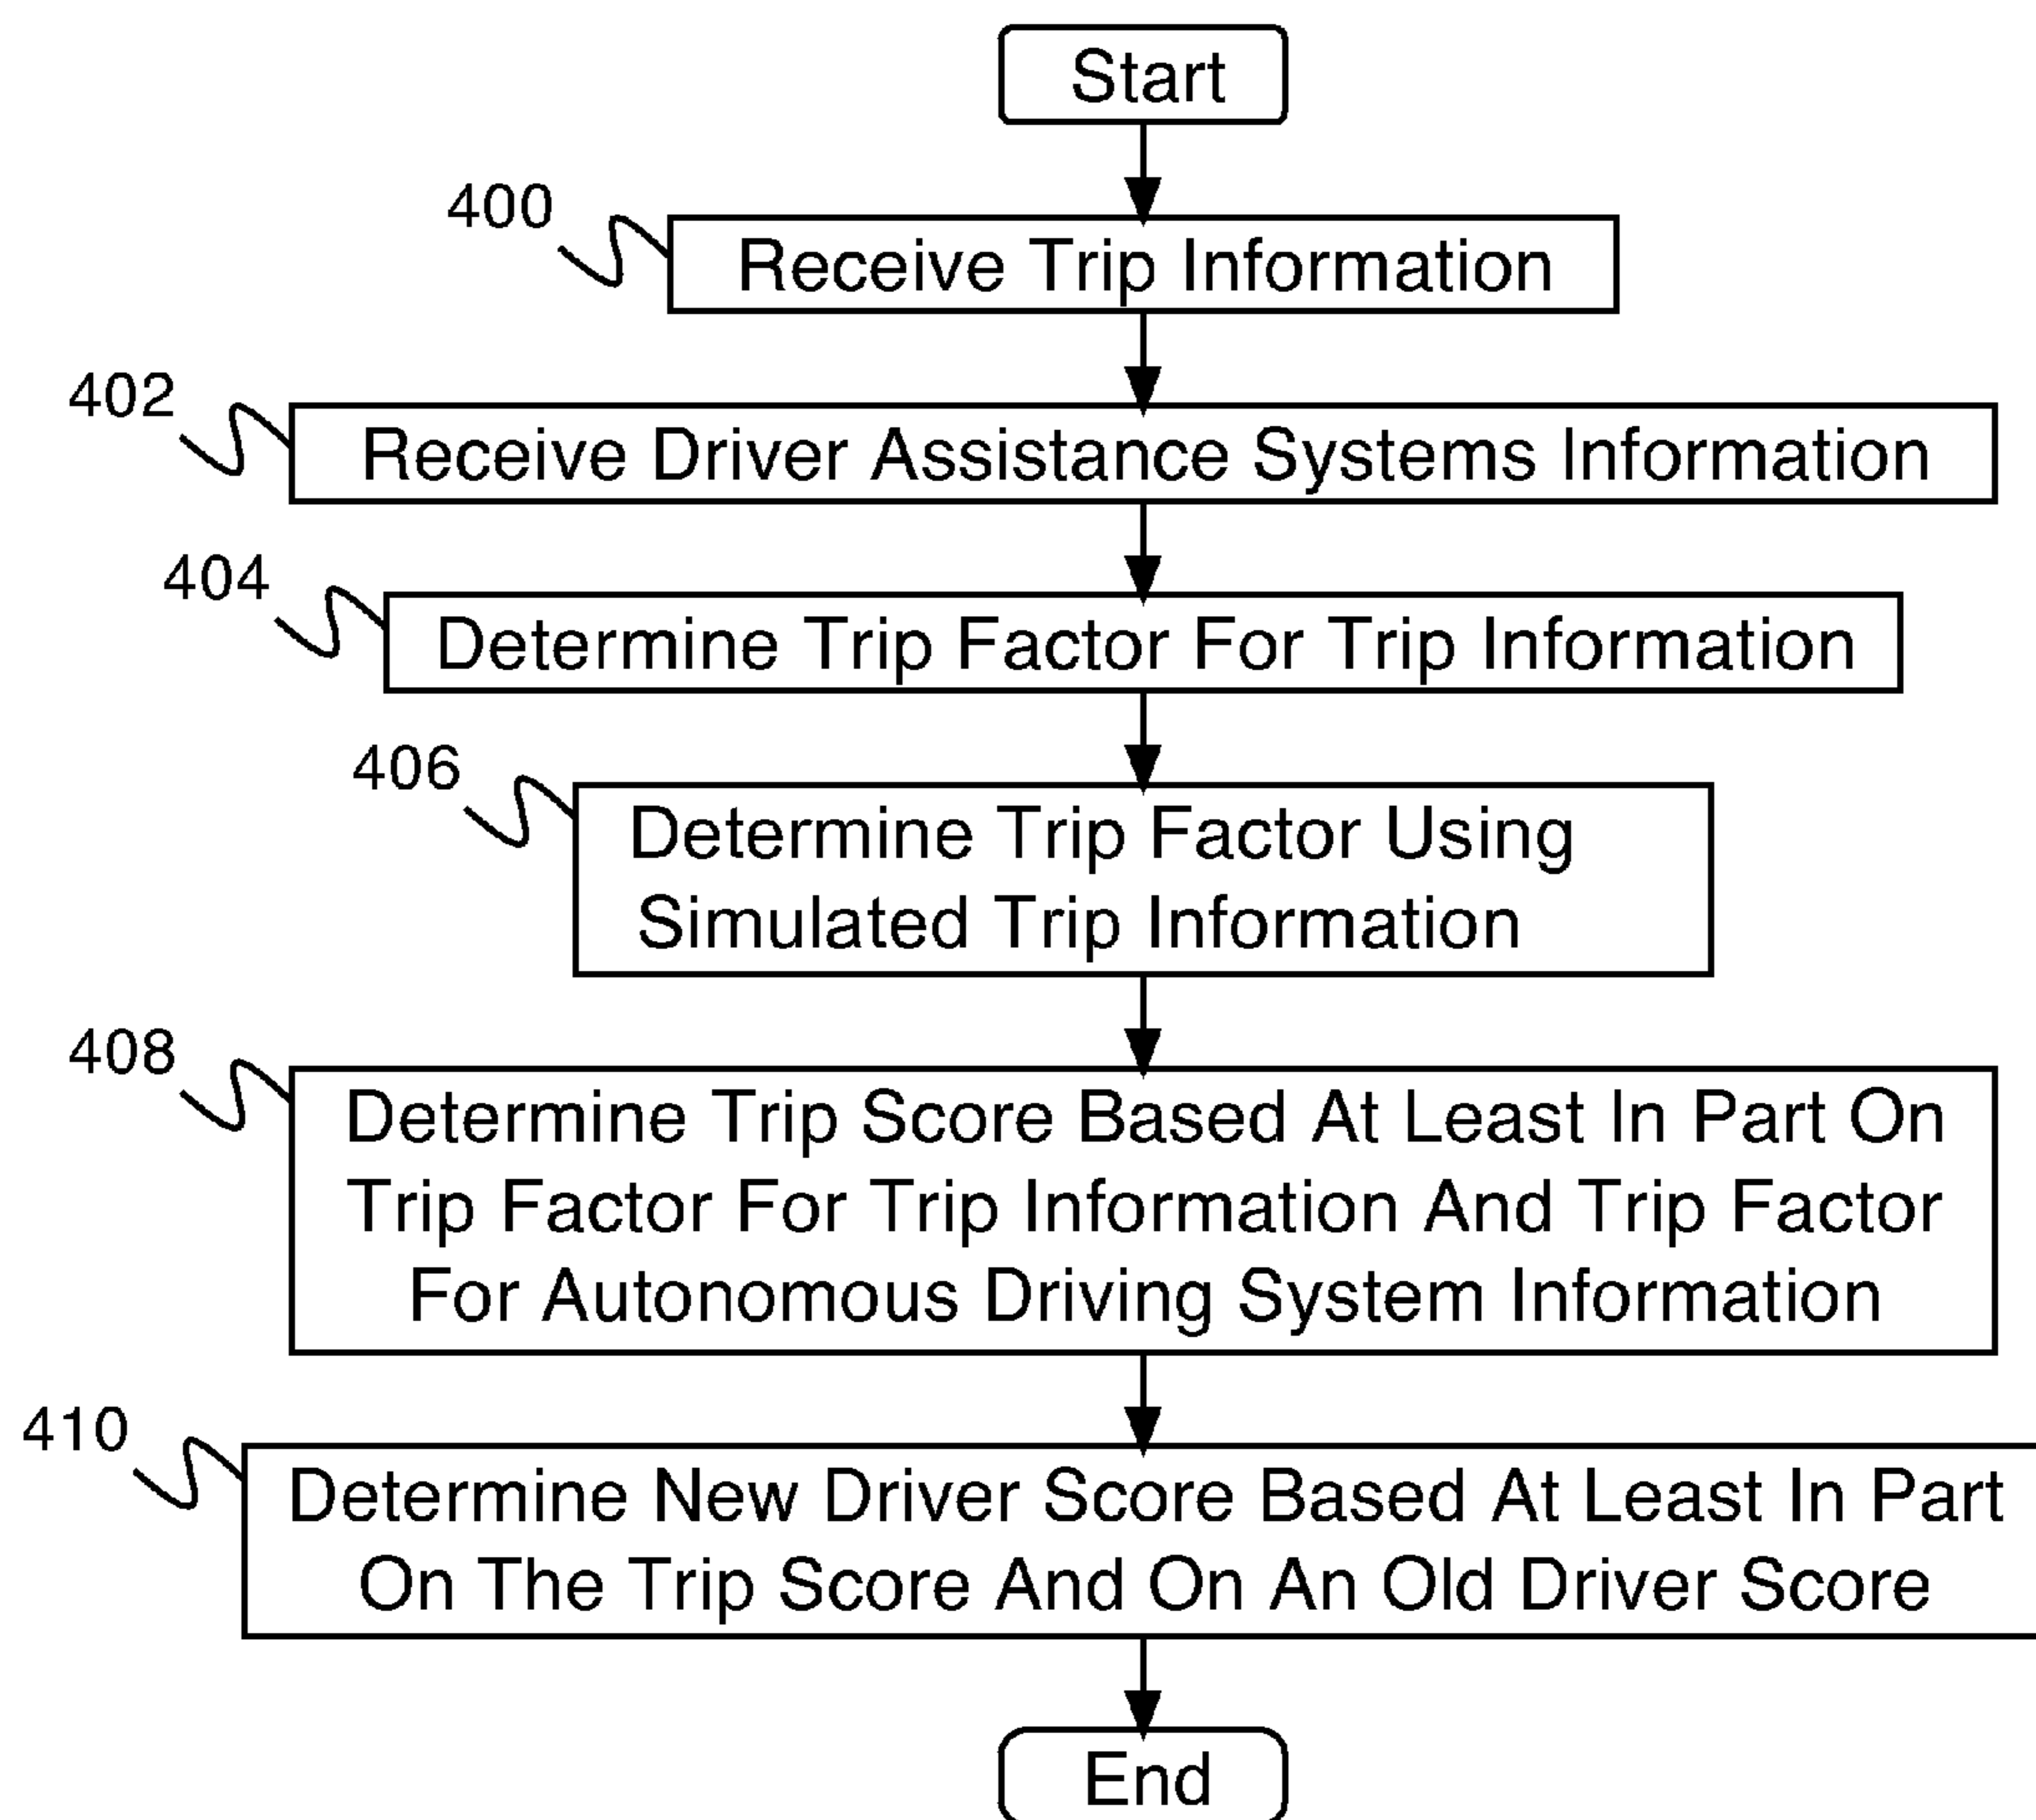 Start
400
Receive Trip Information
402
Receive Driver Assistance Systems Information
404
Determine Trip Factor For Trip Information
406
Determine Trip Factor Using
Simulated Trip Information
408
Determine Trip Score Based At Least In Part On
Trip Factor For Trip Information And Trip Factor
For Autonomous Driving System Information
410
Determine New Driver Score Based At Least In Part
On The Trip Score And On An Old Driver Score
End